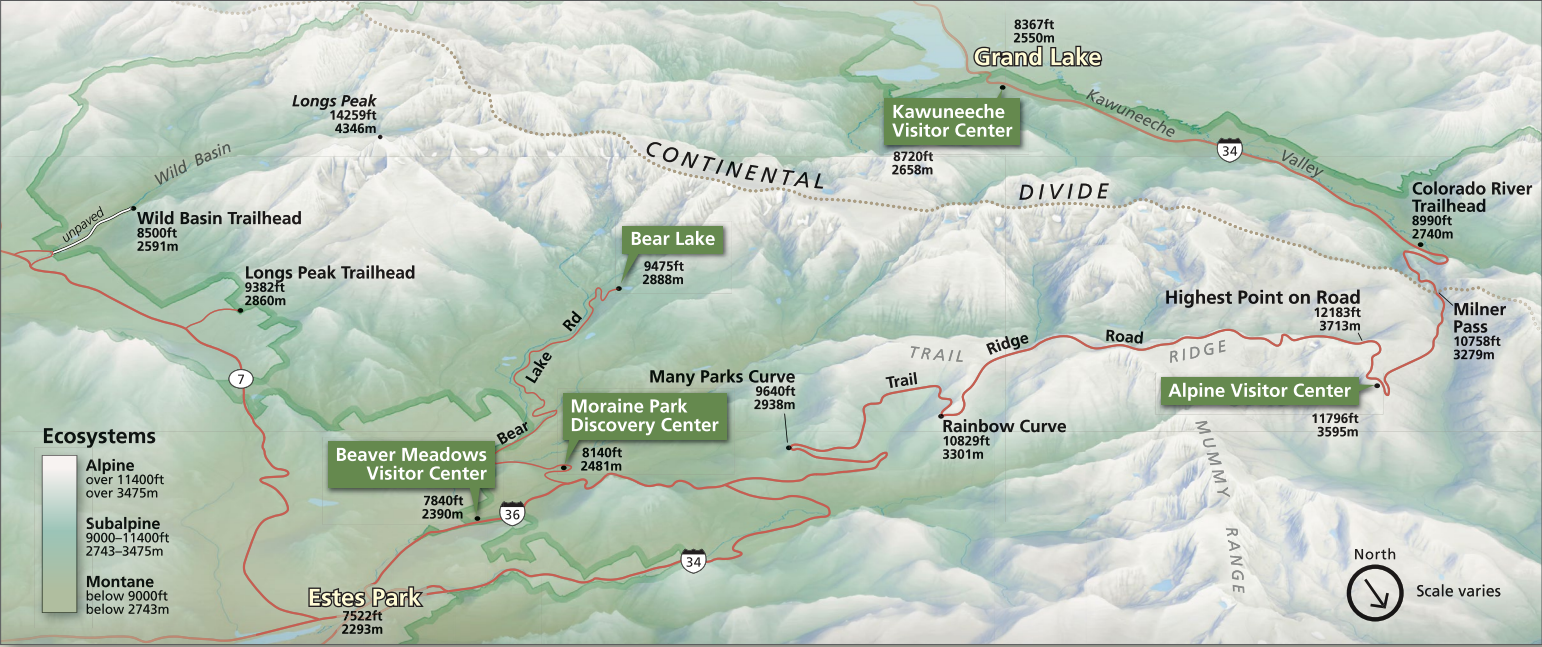 8367ft
2550m
Grand Lake
Kawuneeche
Visitor Center
8720ft
2658m
Kawuneeche
Valley
34
Longs Peak
14259ft
4346m
Wild Basin
unpaved
Wild Basin Trailhead
8500ft
2591m
CONTINENTAL
DIVIDE
Colorado River
Trailhead
8990ft
2740m
Bear Lake
9475ft
2888m
Longs Peak Trailhead
9382ft
2860m
Highest Point on Road
12183ft
3713m
Milner
Pass
10758ft
3279m
7
Bear
Lake
Rd
TRAIL
RIDGE
Trail
Ridge
Road
Many Parks Curve
9640ft
2938m
Alpine Visitor Center
11796ft
3595m
Rainbow Curve
10829ft
3301m
Moraine Park
Discovery Center
8140ft
2481m
Beaver Meadows
Visitor Center
7840ft
2390m
36
34
MUMMY
RANGE
Ecosystems
Alpine
over 11400ft
over 3475m
Subalpine
9000–11400ft
2743–3475m
Montane
below 9000ft
below 2743m
Estes Park
7522ft
2293m
North
Scale varies